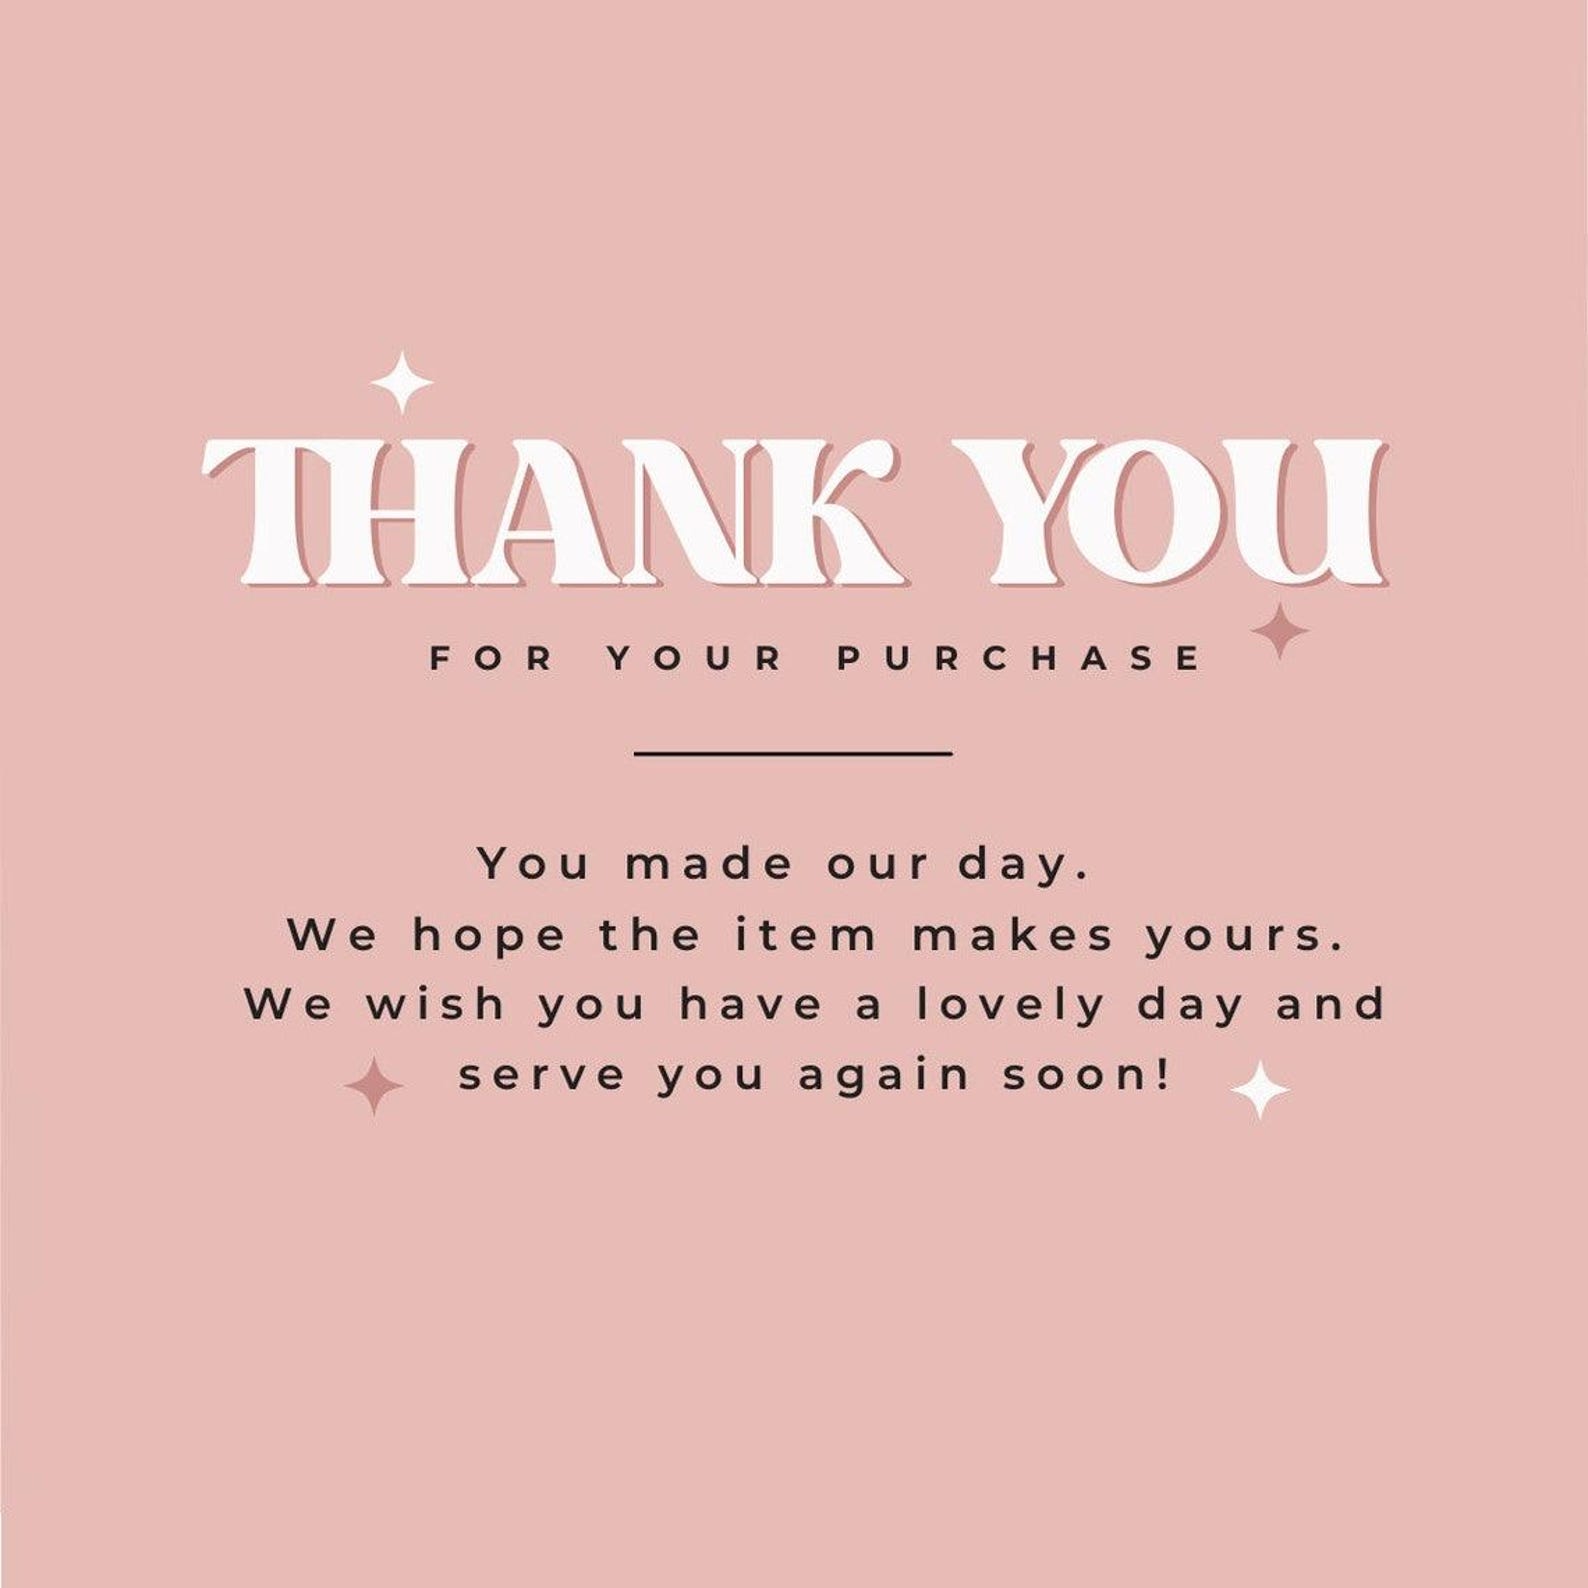 THANK YOU
FOR YOUR PURCHASE
You made our day.
We hope the item makes yours.
We wish you have a lovely day and
serve you again soon!